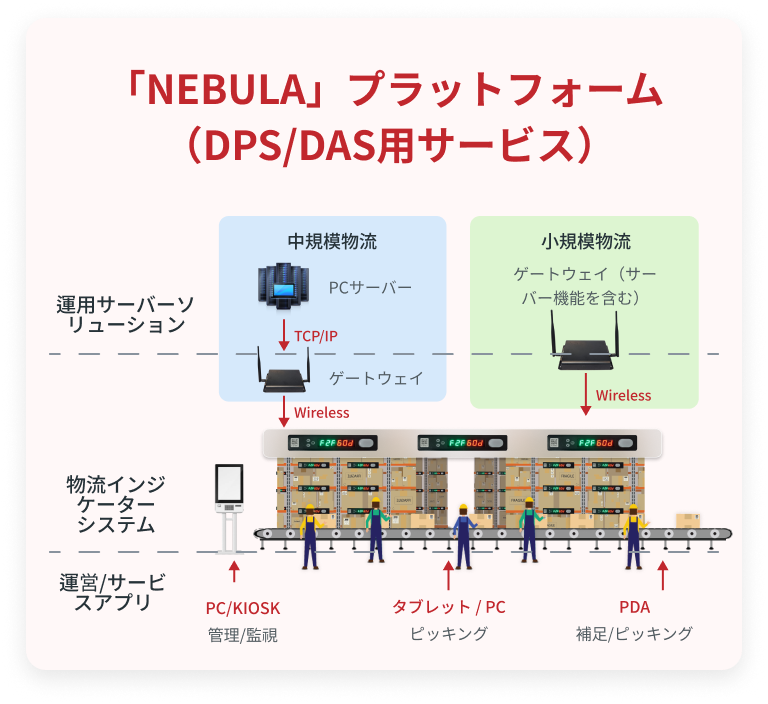 「NEBULA」プラットフォーム
（DPS/DAS用サービス）
中規模物流
小規模物流
PCサーバー
ゲートウェイ（サー
バー機能を含む）
運用サーバーソ
リューション
TCP/IP
ゲートウェイ
Wireless
Wireless
F2F60d
F2F60d
F2F60d
物流インジ
ケーター
システム
運営/サービ
スアプリ
PC/KIOSK
管理/監視
タブレット / PC
ピッキング
PDA
補足/ピッキング